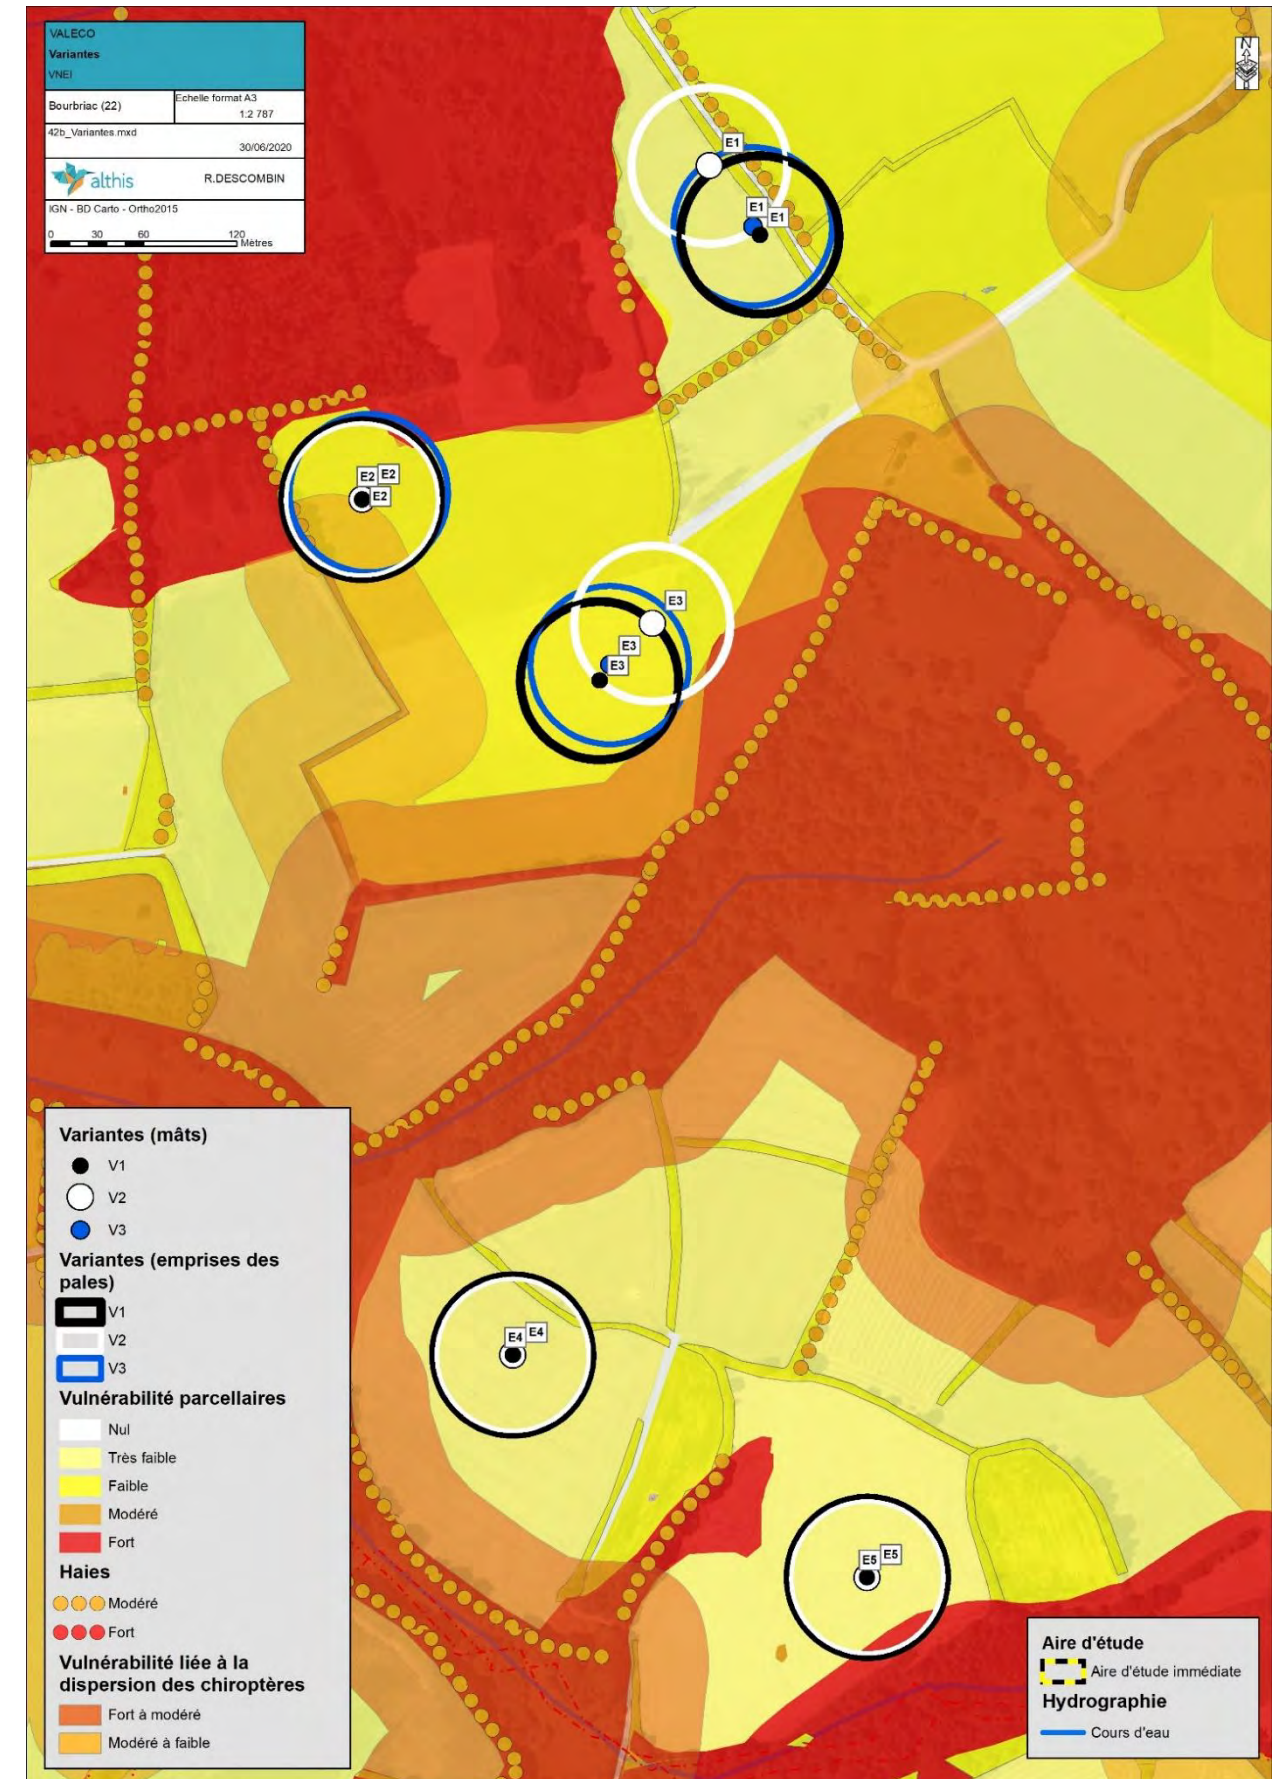 VALECO
Variantes
VNEI
Bourbriac (22)
Echelle format A3
1:2 787
42b_Variantes.mxd
30/06/2020
althis
R.DESCOMBIN
IGN - BD Carto - Ortho2015
0 30 60 120
Mètres
N
E1
E1
E1
E2
E2
E2
E3
E3
E3
E4
E4
E5
E5
Variantes (mâts)
V1
V2
V3
Variantes (emprises des
pales)
V1
V2
V3
Vulnérabilité parcellaires
Nul
Très faible
Faible
Modéré
Fort
Haies
Modéré
Fort
Vulnérabilité liée à la
dispersion des chiroptères
Fort à modéré
Modéré à faible
Aire d'étude
Aire d'étude immédiate
Hydrographie
Cours d'eau